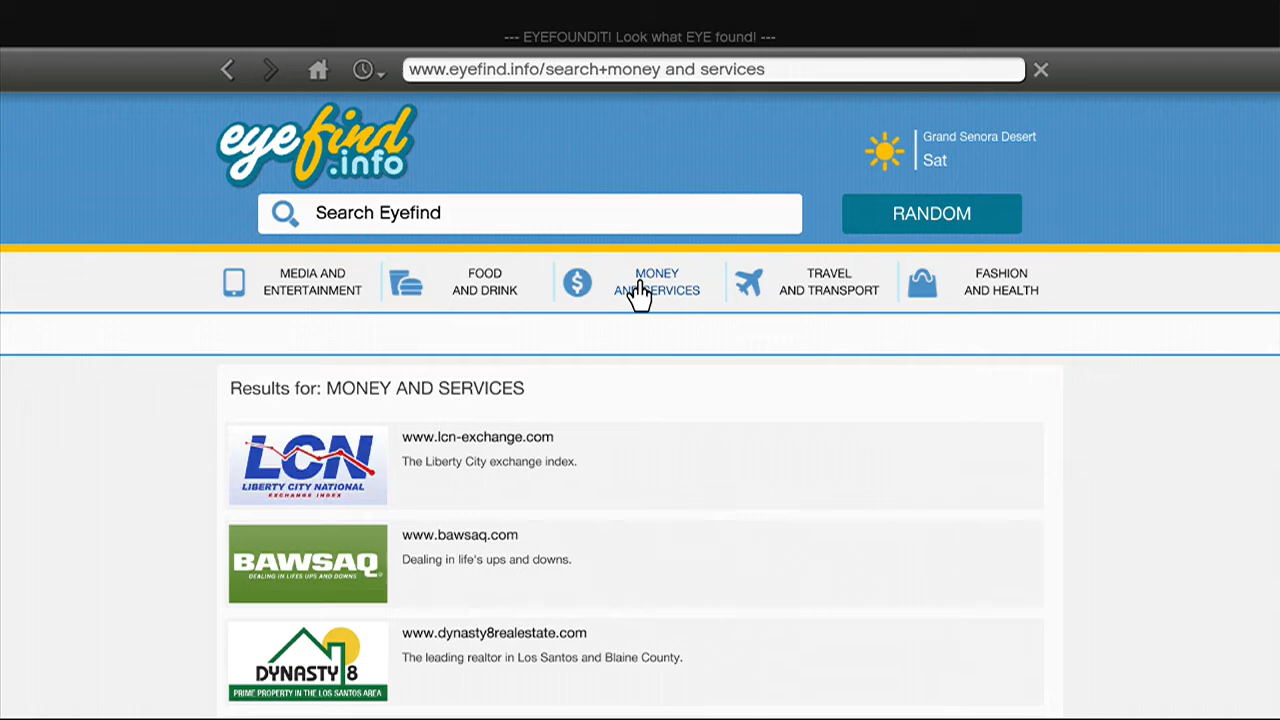 --- EYEFOUNDIT! Look what EYE found! ---
www.eyefind.info/search+money and services
eyefind
.info
Grand Senora Desert
Sat
Search Eyefind
RANDOM
MEDIA AND
ENTERTAINMENT
FOOD
AND DRINK
MONEY
AND SERVICES
TRAVEL
AND TRANSPORT
FASHION
AND HEALTH
Results for: MONEY AND SERVICES
LCN
LIBERTY CITY NATIONAL
EXCHANGE INDEX
www.lcn-exchange.com
The Liberty City exchange index.
BAWSAQ
DEALING IN LIFES UPS AND DOWNS
www.bawsaq.com
Dealing in life's ups and downs.
DYNASTY 8
PRIME PROPERTY IN THE LOS SANTOS AREA
www.dynasty8realestate.com
The leading realtor in Los Santos and Blaine County.